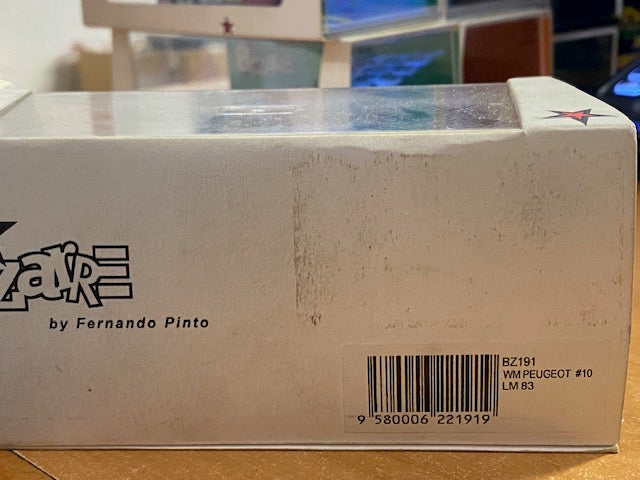 by Fernando Pinto
BZ191
WM PEUGEOT #10
LM 83
9 580006 221919